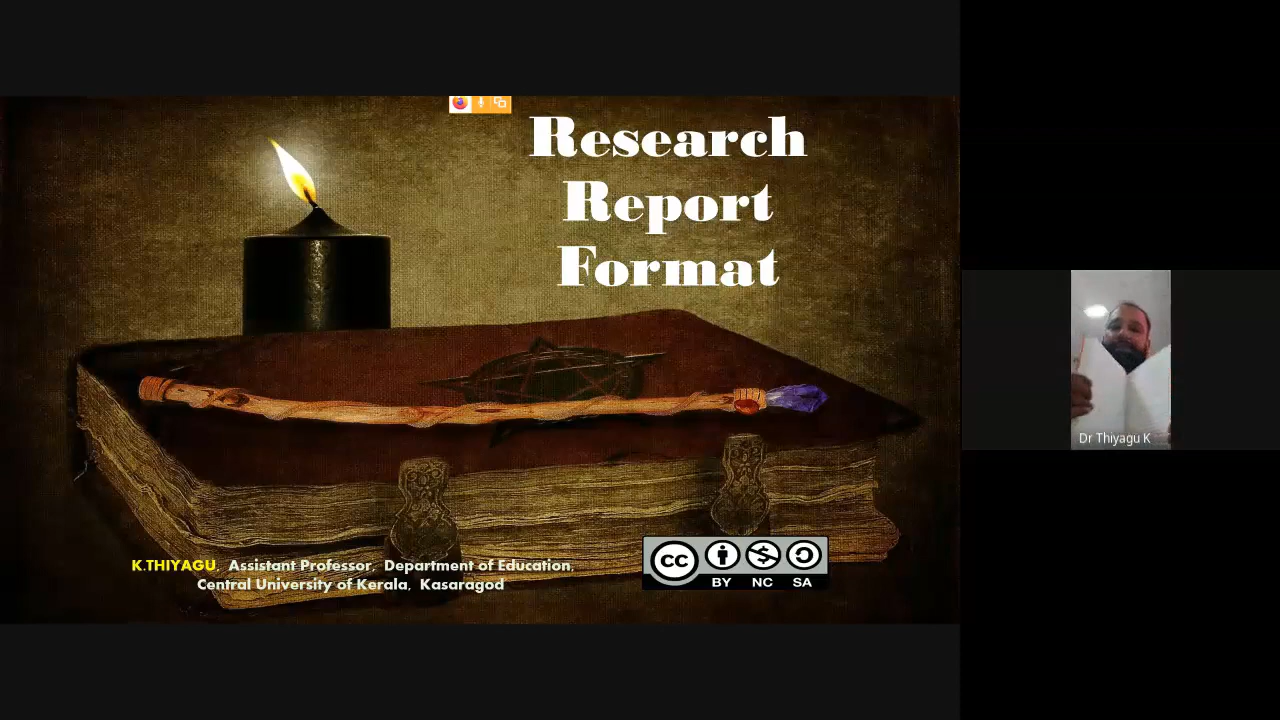 Research
Report
Format
K.THIYAGU, Assistant Professor, Department of Education,
Central University of Kerala, Kasaragod
cc
BY NC SA
Dr Thiyagu K